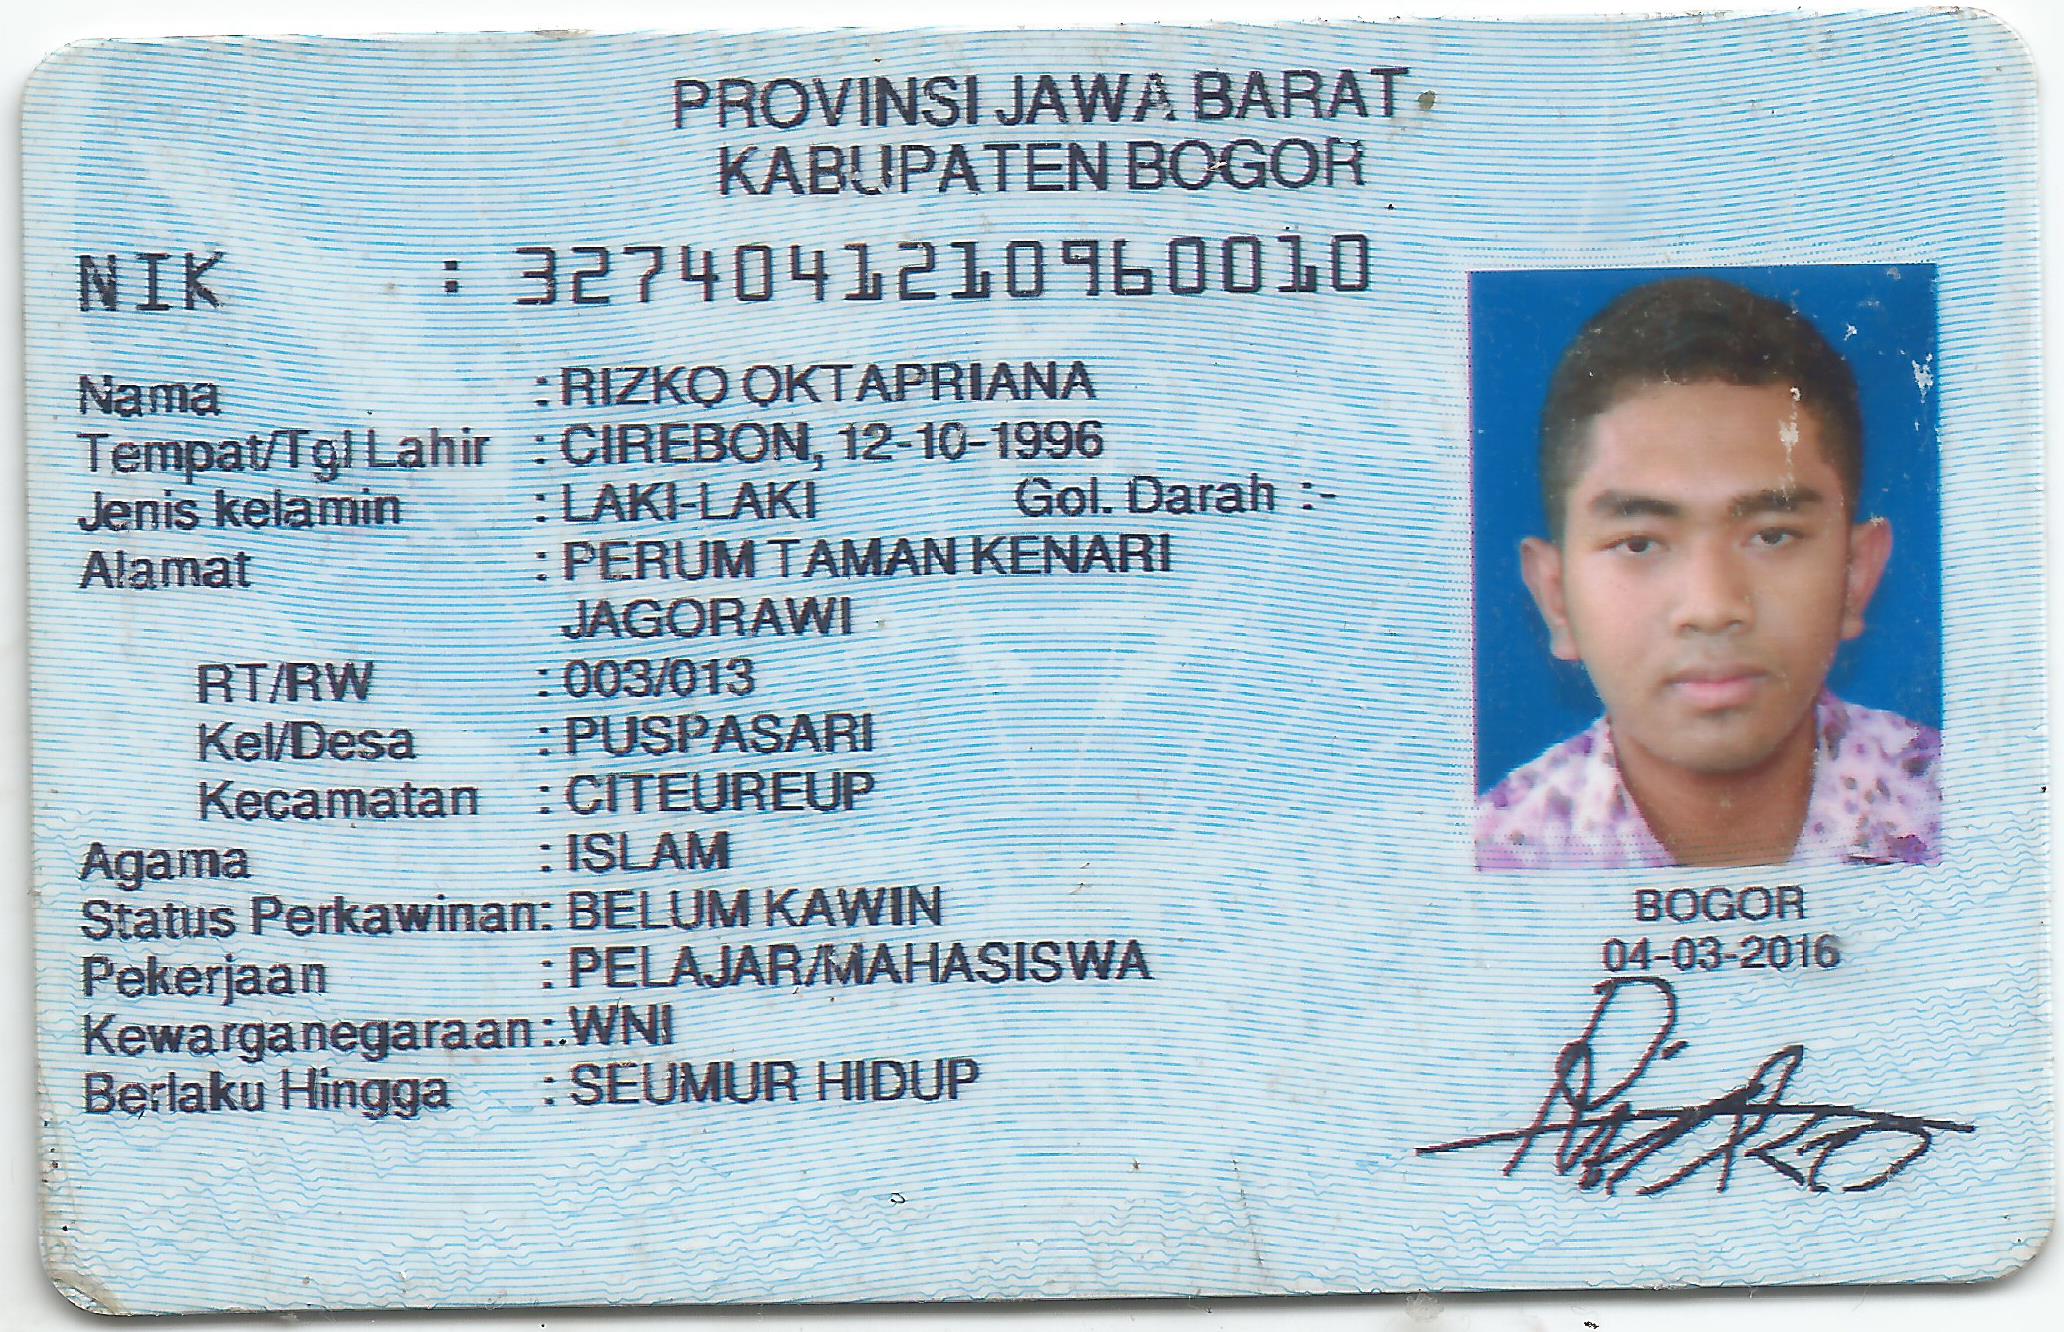 PROVINSI JAWA BARAT
KABUPATEN BOGOR
NIK : 3274041210960010
Nama : RIZKO OKTAPRIANA
Tempat/Tgl Lahir : CIREBON, 12-10-1996
Jenis kelamin : LAKI-LAKI Gol. Darah :-
Alamat : PERUM TAMAN KENARI
JAGORAWI
RT/RW : 003/013
Kel/Desa : PUSPASARI
Kecamatan : CITEUREUP
Agama : ISLAM
Status Perkawinan: BELUM KAWIN
Pekerjaan : PELAJAR/MAHASISWA
Kewarganegaraan: WNI
Berlaku Hingga : SEUMUR HIDUP
BOGOR
04-03-2016
Rizko